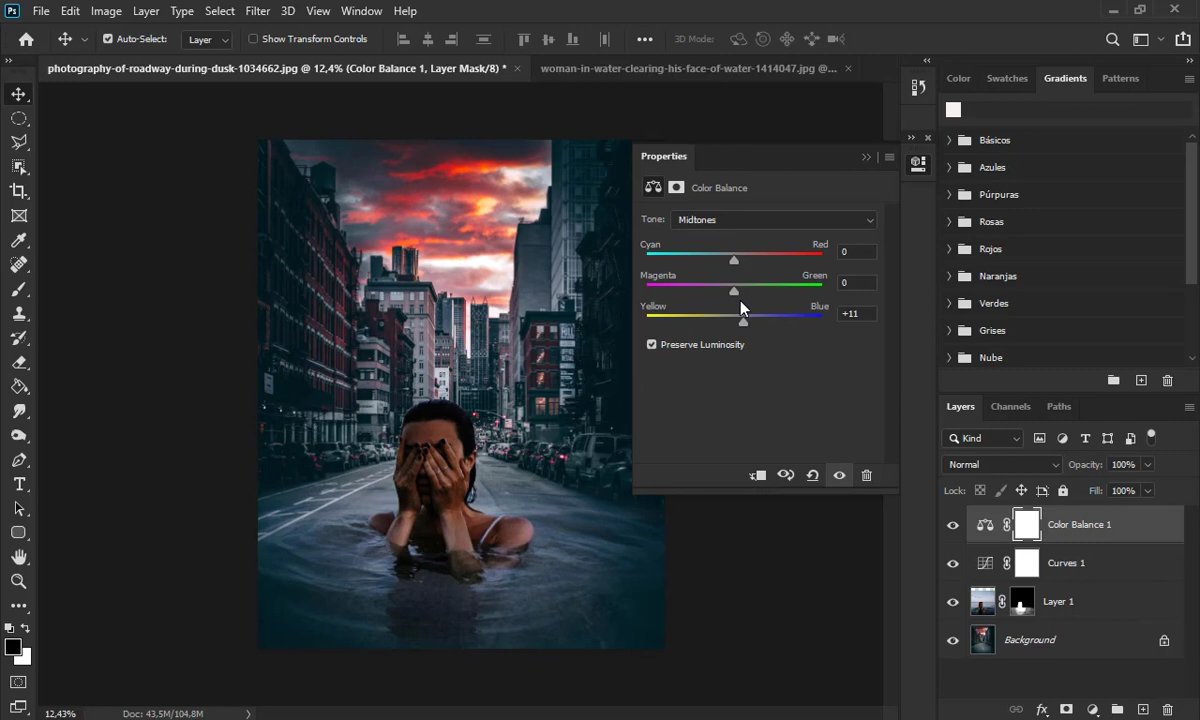 Ps File Edit Image Layer Type Select Filter 3D View Window Help
Auto-Select: Layer Show Transform Controls 3D Mode:
photography-of-roadway-during-dusk-1034662.jpg @ 12,4% (Color Balance 1, Layer Mask/8) * woman-in-water-clearing-his-face-of-water-1414047.jpg @...
Color Swatches Gradients Patterns
Básicos
Azules
Púrpuras
Rosas
Rojos
Naranjas
Verdes
Grises
Nube
Properties
Color Balance
Tone: Midtones
Cyan Red 0
Magenta Green 0
Yellow Blue +11
Preserve Luminosity
Layers Channels Paths
Kind
Normal Opacity: 100%
Lock: Fill: 100%
Color Balance 1
Curves 1
Layer 1
Background
12,43% Doc: 43,5M/104,8M